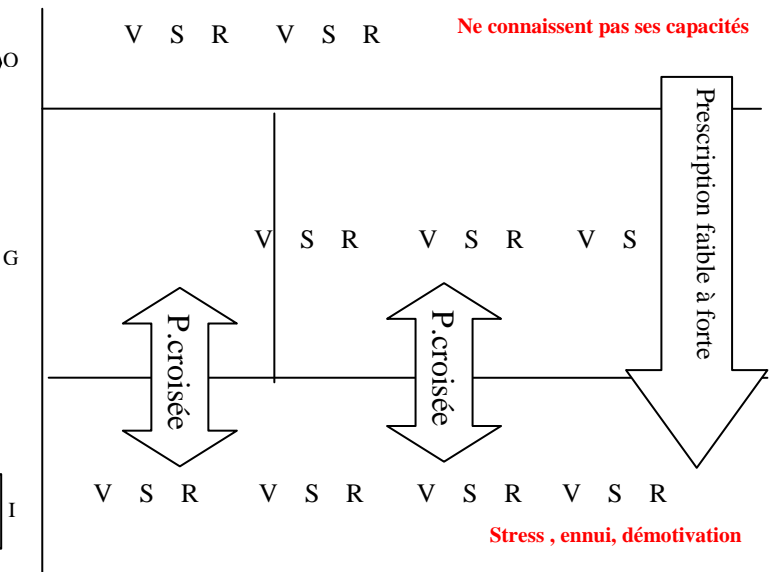 V S R V S R
Ne connaissent pas ses capacités
O
Prescription faible à forte
G
V S R V S R V S
P.croisée
P.croisée
I
V S R V S R V S R V S R
Stress , ennui, démotivation